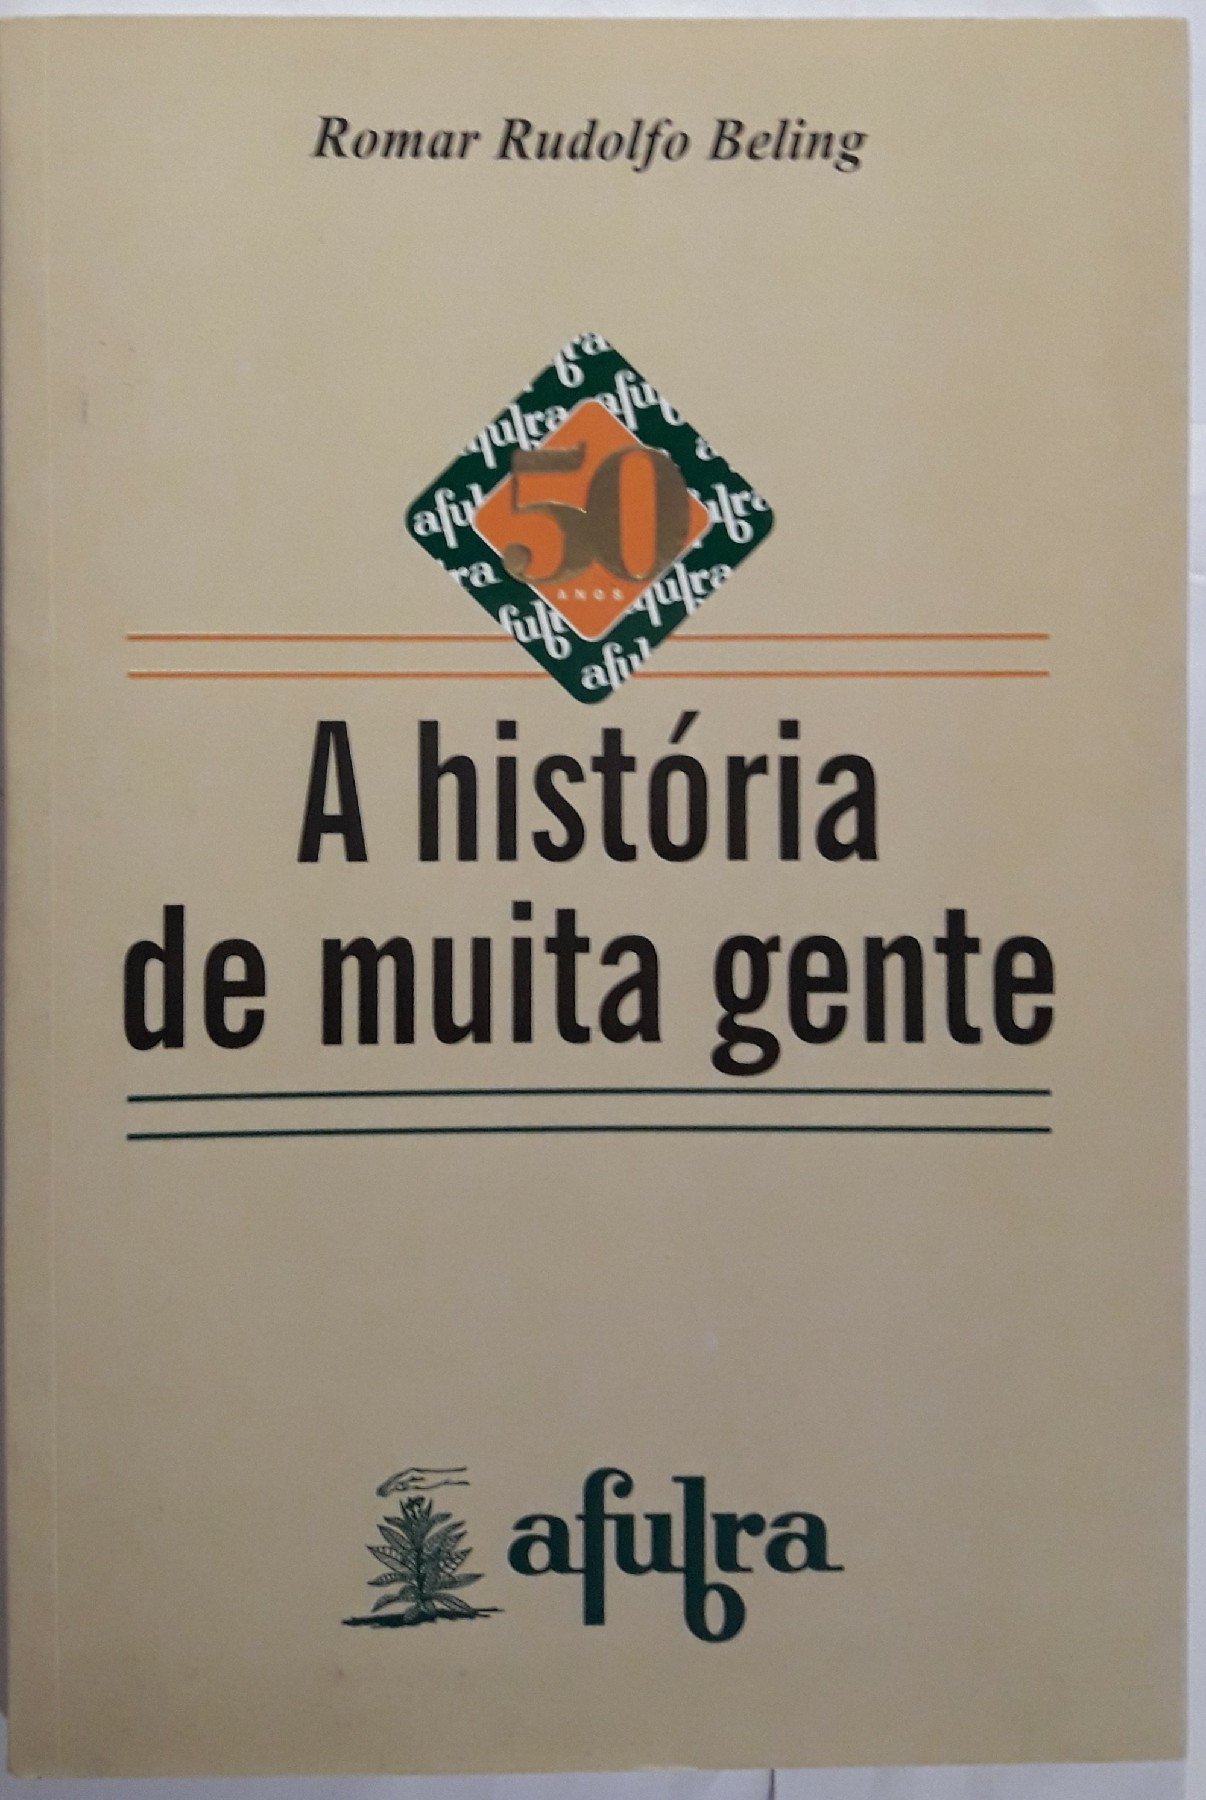 Romar Rudolfo Beling
afubra
50
ANOS
A história
de muita gente
afubra